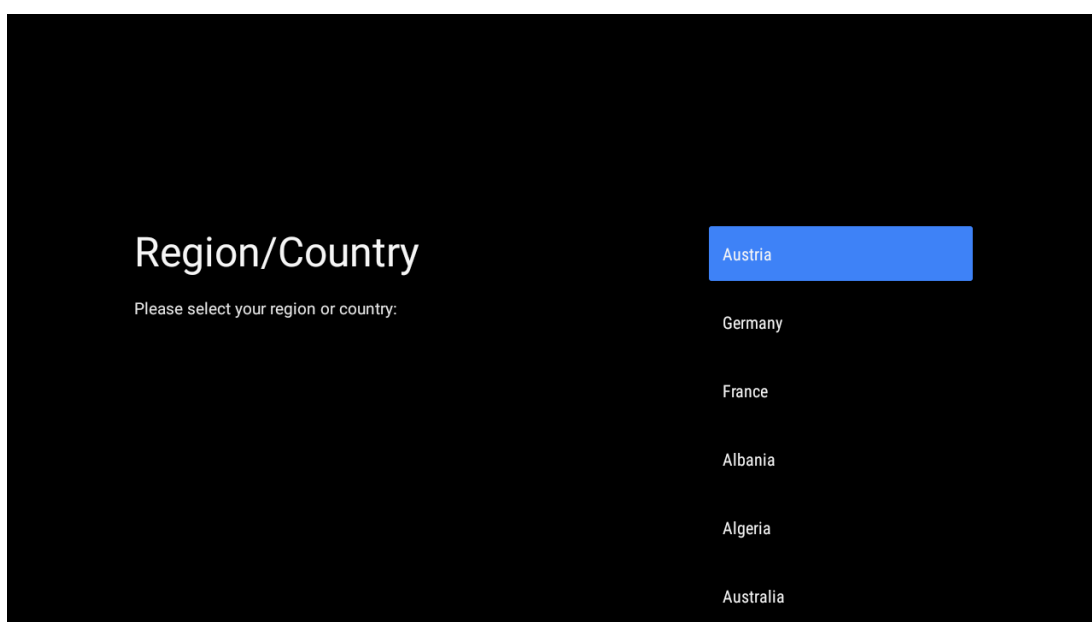 Region/Country
Please select your region or country:
Austria
Germany
France
Albania
Algeria
Australia